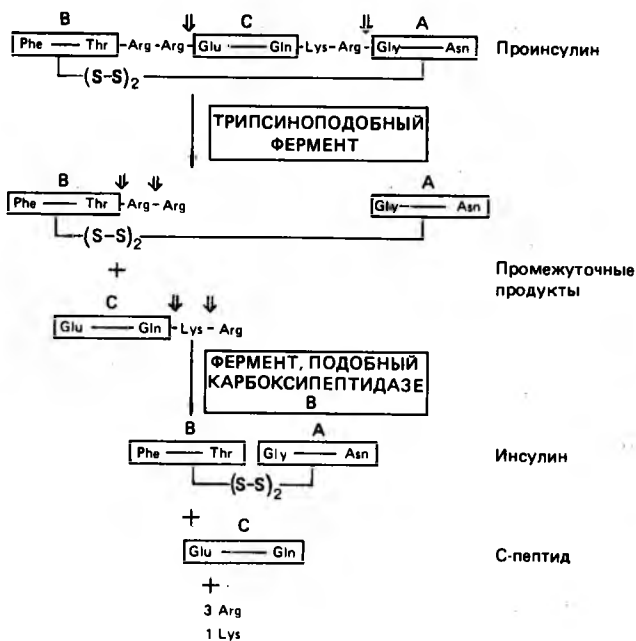 B C A
Phe — Thr -Arg -Arg- Glu — Gln -Lys- Arg- Gly — Asn Проинсулин
(S-S)2
ТРИПСИНОПОДОБНЫЙ
ФЕРМЕНТ
B A
Phe — Thr -Arg - Arg Gly — Asn
(S-S)2
+
Промежуточные
продукты
C
Glu — Gln - Lys - Arg
ФЕРМЕНТ, ПОДОБНЫЙ
КАРБОКСИПЕПТИДАЗЕ
В
B A
Phe — Thr Gly — Asn Инсулин
(S-S)2
+
C
Glu — Gln С-пептид
+
3 Arg
1 Lys